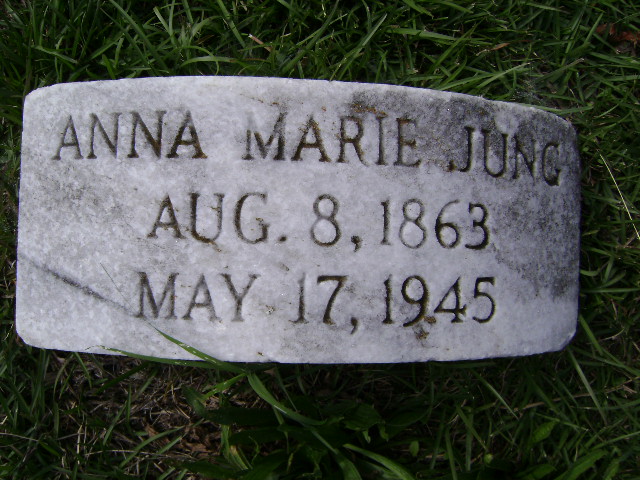 ANNA MARIE JUNG
AUG. 8, 1863
MAY 17, 1945